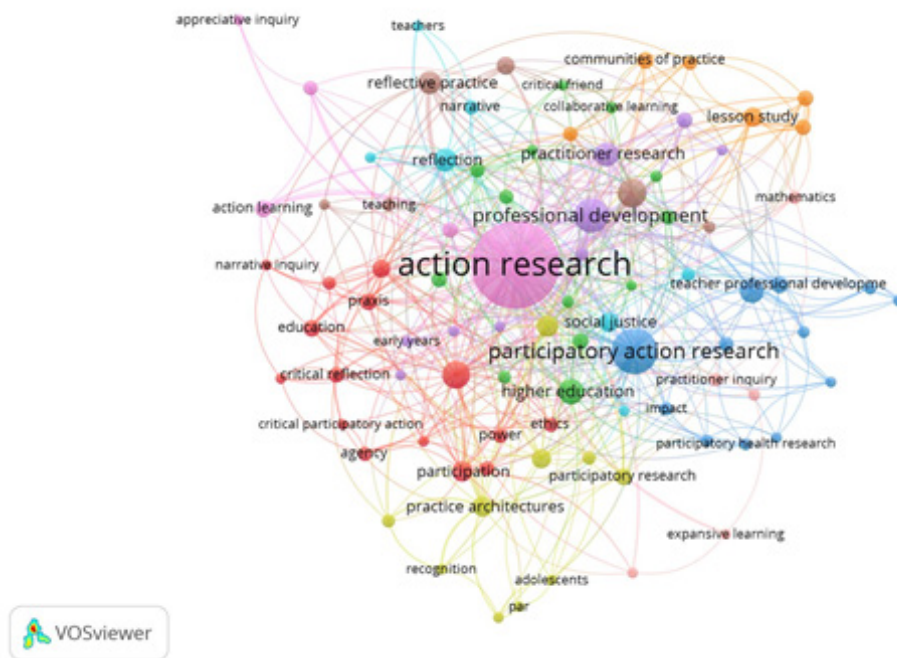 appreciative inquiry
teachers
communities of practice
reflective practice
critical friend
narrative
collaborative learning
lesson study
practitioner research
reflection
mathematics
teaching
action learning
professional development
action research
narrative inquiry
teacher professional developme
praxis
social justice
education
early years
participatory action research
critical reflection
practitioner inquiry
higher education
impact
critical participatory action
power
ethics
participatory health research
agency
participation
participatory research
practice architectures
expansive learning
recognition
adolescents
par
VOSviewer